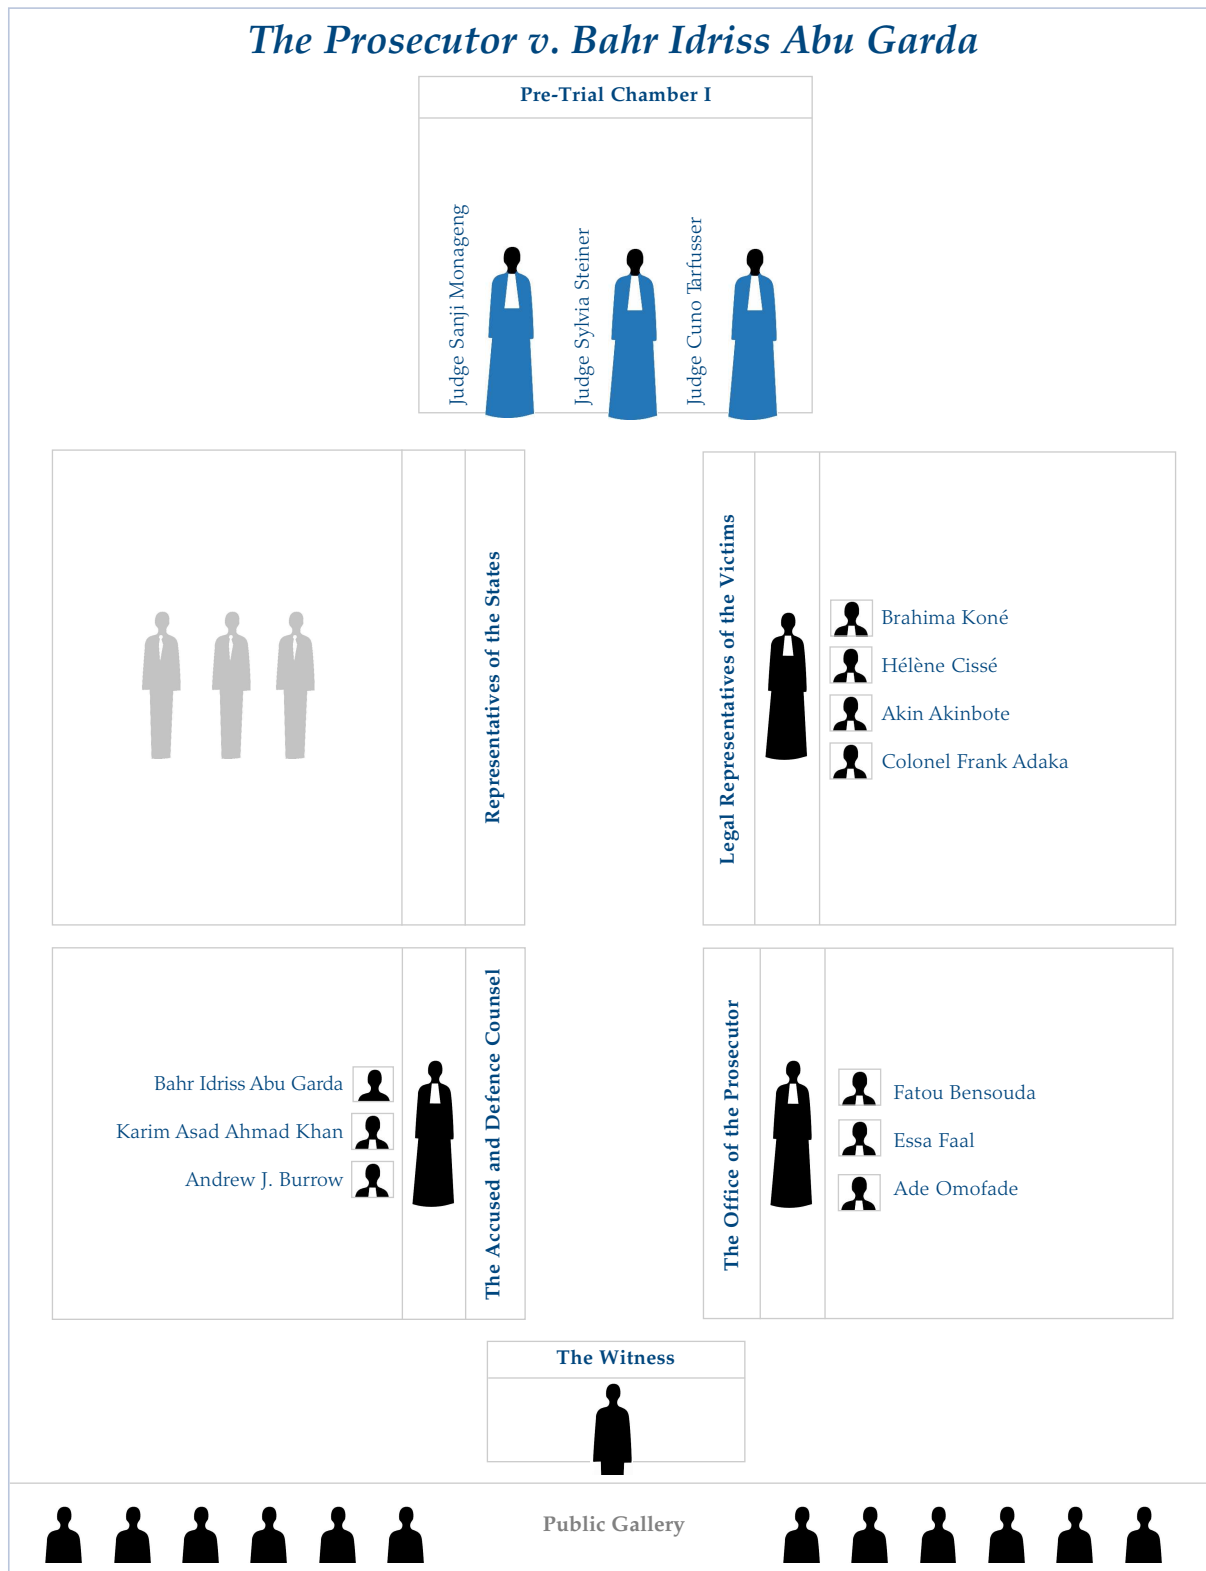 The Prosecutor v. Bahr Idriss Abu Garda
Pre-Trial Chamber I
Judge Sanji Monageng
Judge Sylvia Steiner
Judge Cuno Tarfusser
Representatives of the States
Legal Representatives of the Victims
Brahima Koné
Hélène Cissé
Akin Akinbote
Colonel Frank Adaka
Bahr Idriss Abu Garda
Karim Asad Ahmad Khan
Andrew J. Burrow
The Accused and Defence Counsel
The Office of the Prosecutor
Fatou Bensouda
Essa Faal
Ade Omofade
The Witness
Public Gallery